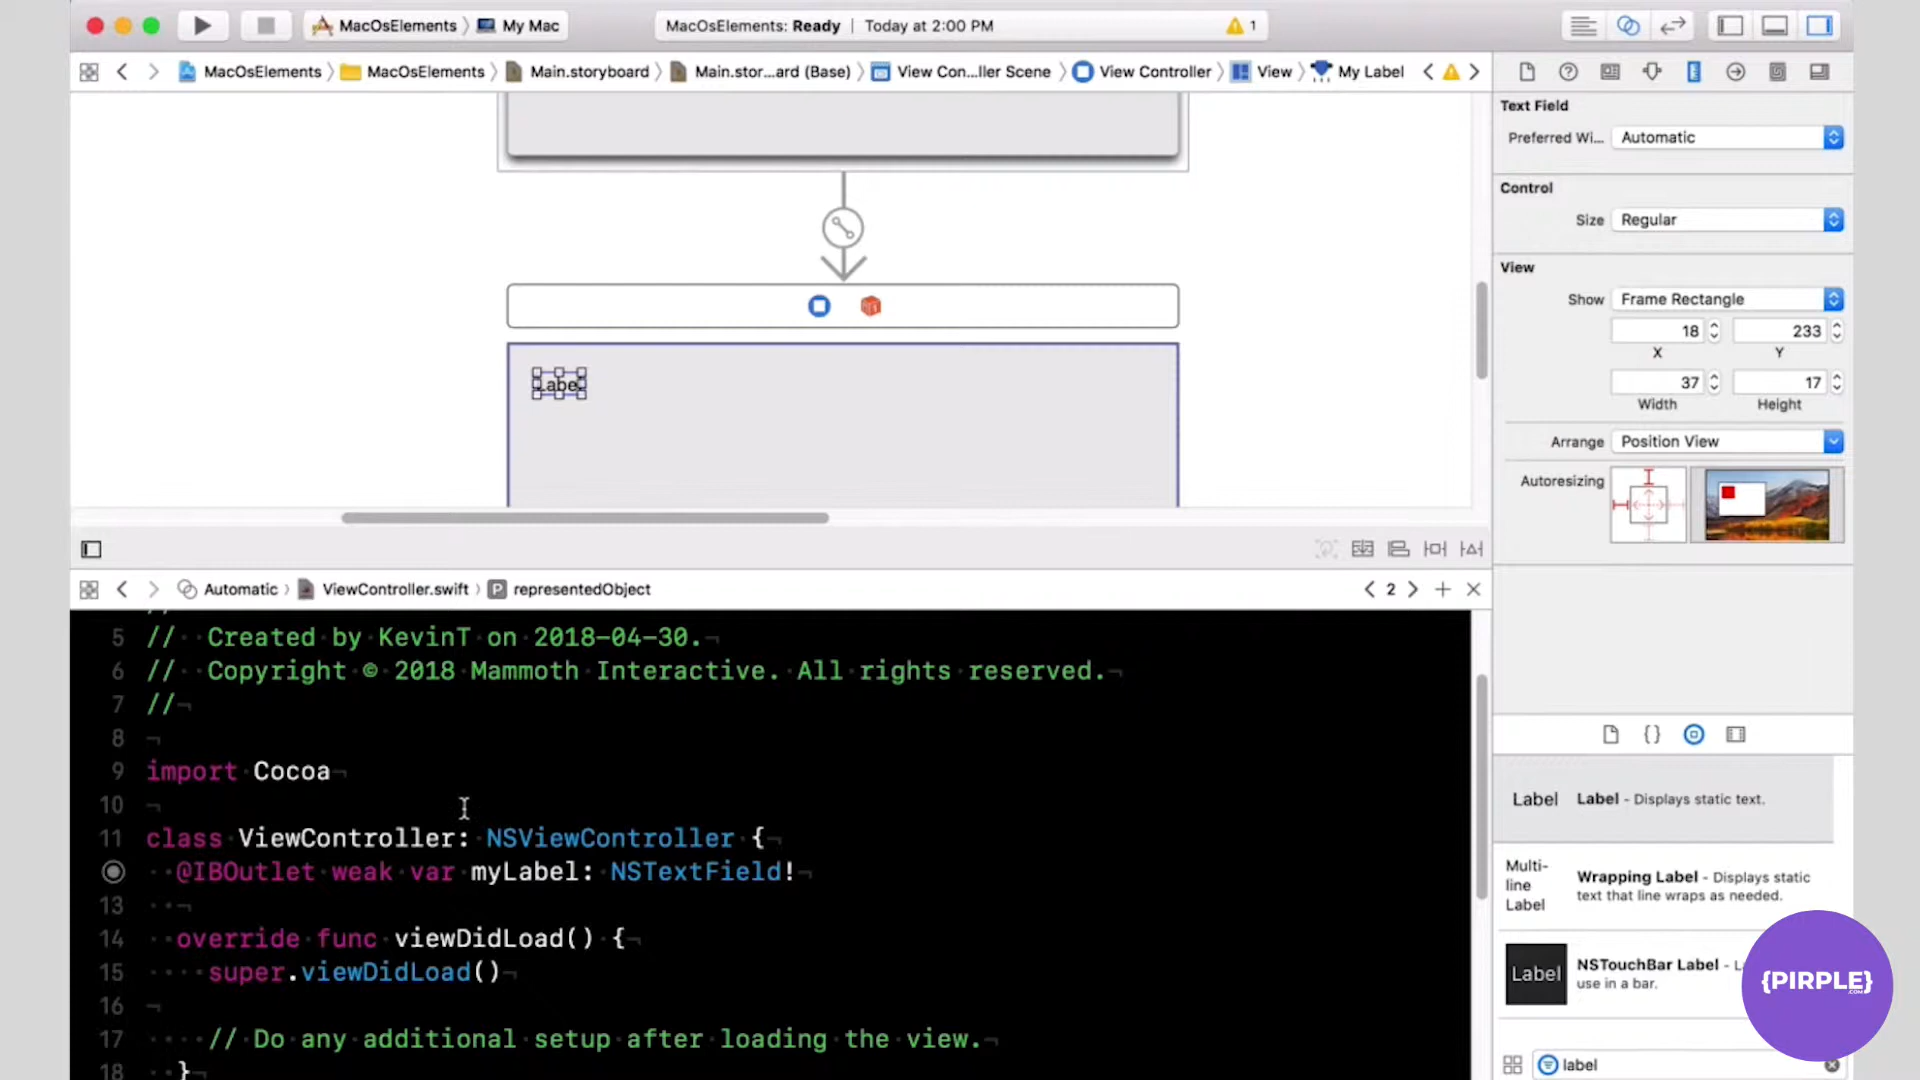 MacOsElements
My Mac
MacOsElements: Ready | Today at 2:00 PM
1
MacOsElements
MacOsElements
Main.storyboard
Main.stor...ard (Base)
View Con...ller Scene
View Controller
View
My Label
Text Field
Preferred Wi...
Automatic
Control
Size
Regular
View
Show
Frame Rectangle
18
233
X
Y
37
17
Width
Height
Arrange
Position View
Autoresizing
Label
Automatic
ViewController.swift
P
representedObject
2
5 // Created by KevinT on 2018-04-30.
6 // Copyright © 2018 Mammoth Interactive. All rights reserved.
7 //
8
9 import Cocoa
10
11 class ViewController: NSViewController {
@IBOutlet weak var myLabel: NSTextField!
13
14 override func viewDidLoad() {
15 super.viewDidLoad()
16
17 // Do any additional setup after loading the view.
18 }
{}
Label
Label - Displays static text.
Multi-
line
Label
Wrapping Label - Displays static
text that line wraps as needed.
Label
NSTouchBar Label -
use in a bar.
{PIRPLE}
.COM
label